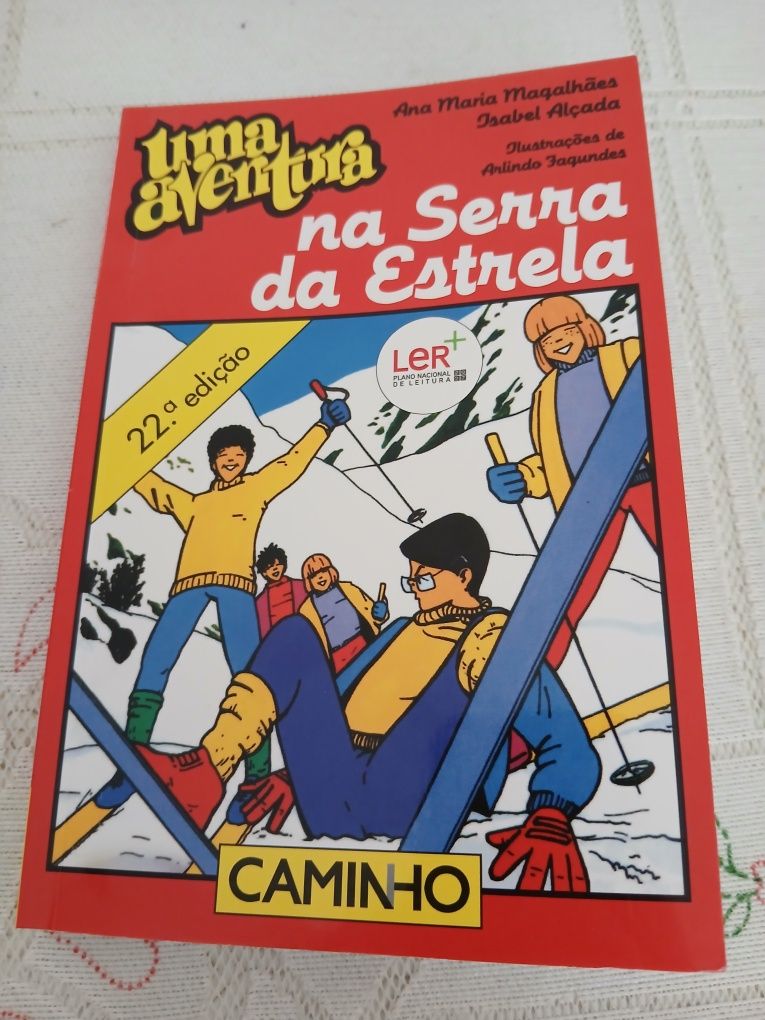 uma
aventura
Ana Maria Magalhães
Isabel Alçada
Ilustrações de
Arlindo Fagundes
na Serra
da Estrela
22.ª edição
LeR+
PLANO NACIONAL
DE LEITURA
CAMINHO